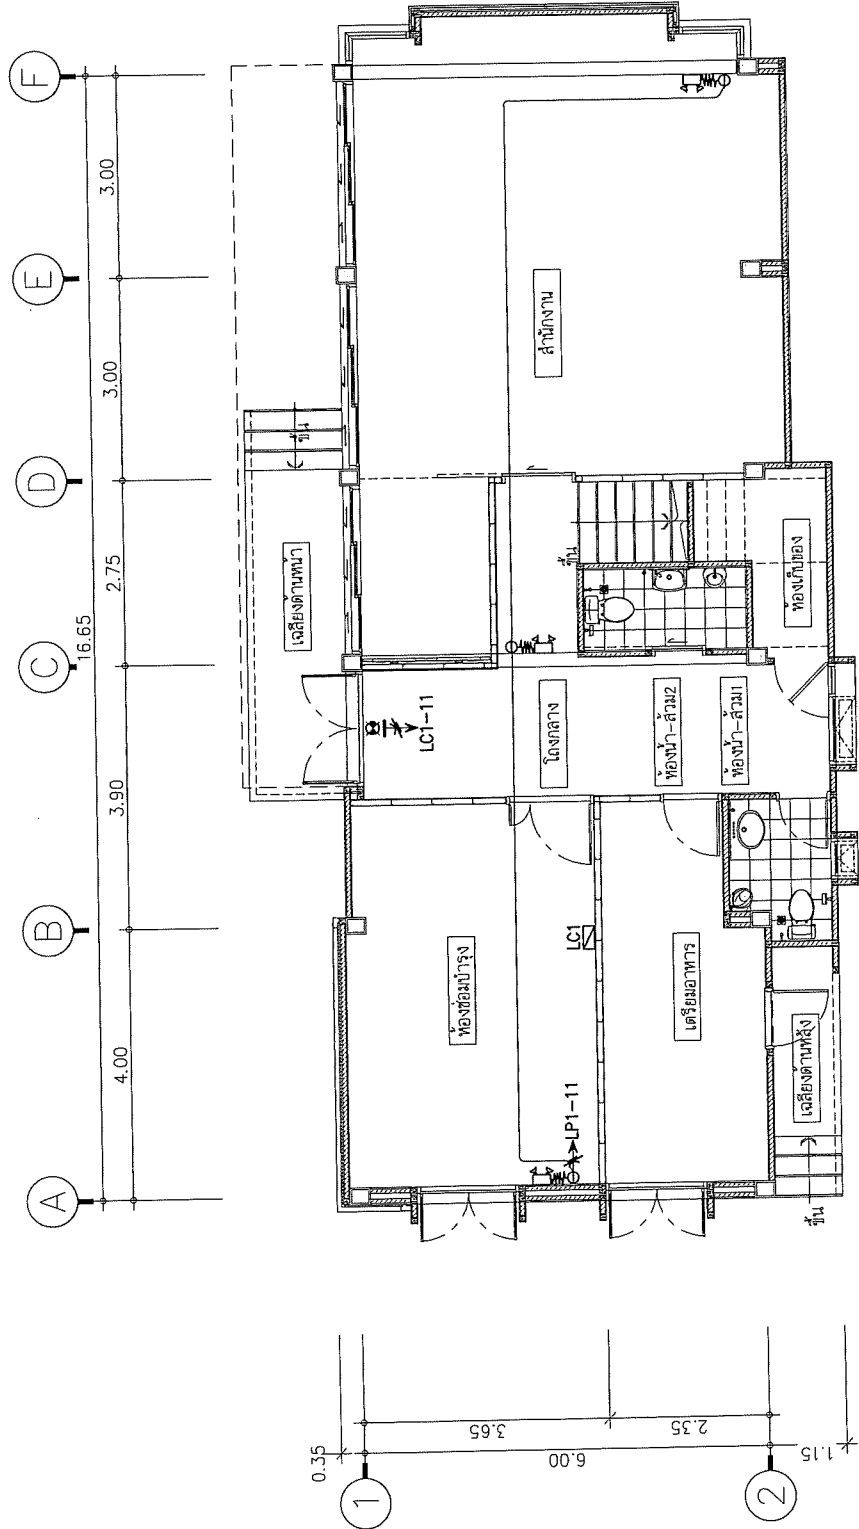 F
E
D
C
B
A
3.00
3.00
2.75
3.90
4.00
16.65
สำนักงาน
เฉลียงด้านหน้า
ขึ้น
ขึ้น
ห้องเก็บของ
LC1-11
โถงกลาง
ห้องน้ำ-ส้วม2
ห้องน้ำ-ส้วม1
ห้องซ่อมบำรุง
LC1
เตรียมอาหาร
LP1-11
เฉลียงด้านหลัง
ขึ้น
0.35
3.65
2.35
6.00
1.15
1
2